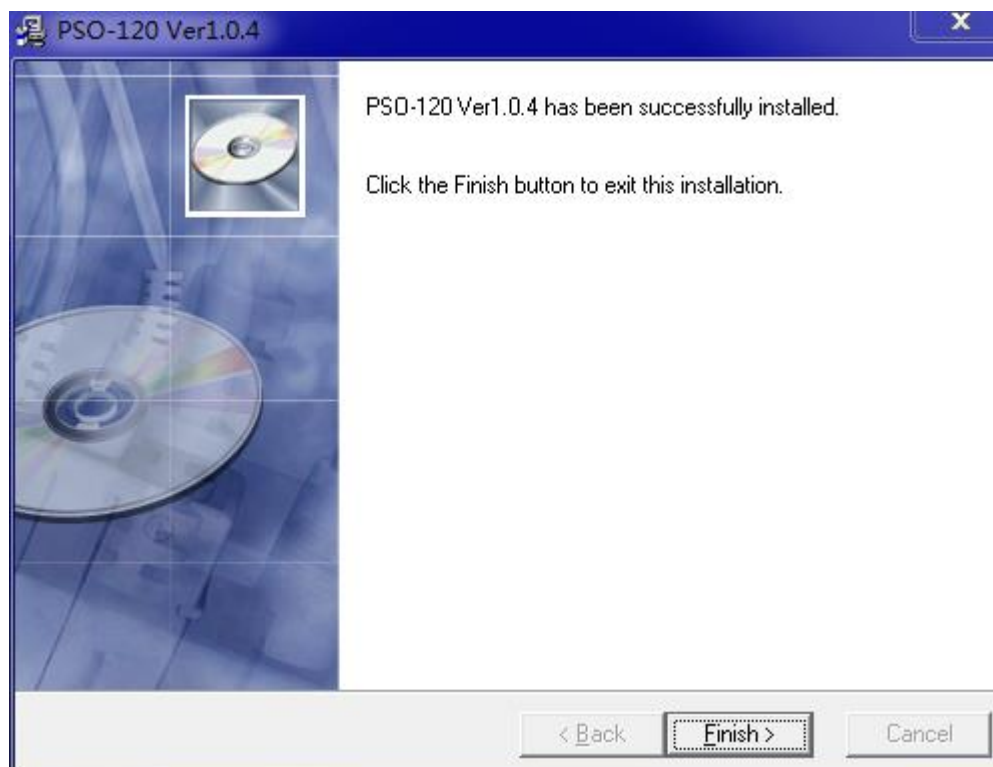 PSO-120 Ver1.0.4
X
PSO-120 Ver1.0.4 has been successfully installed.
Click the Finish button to exit this installation.
< Back
Finish >
Cancel